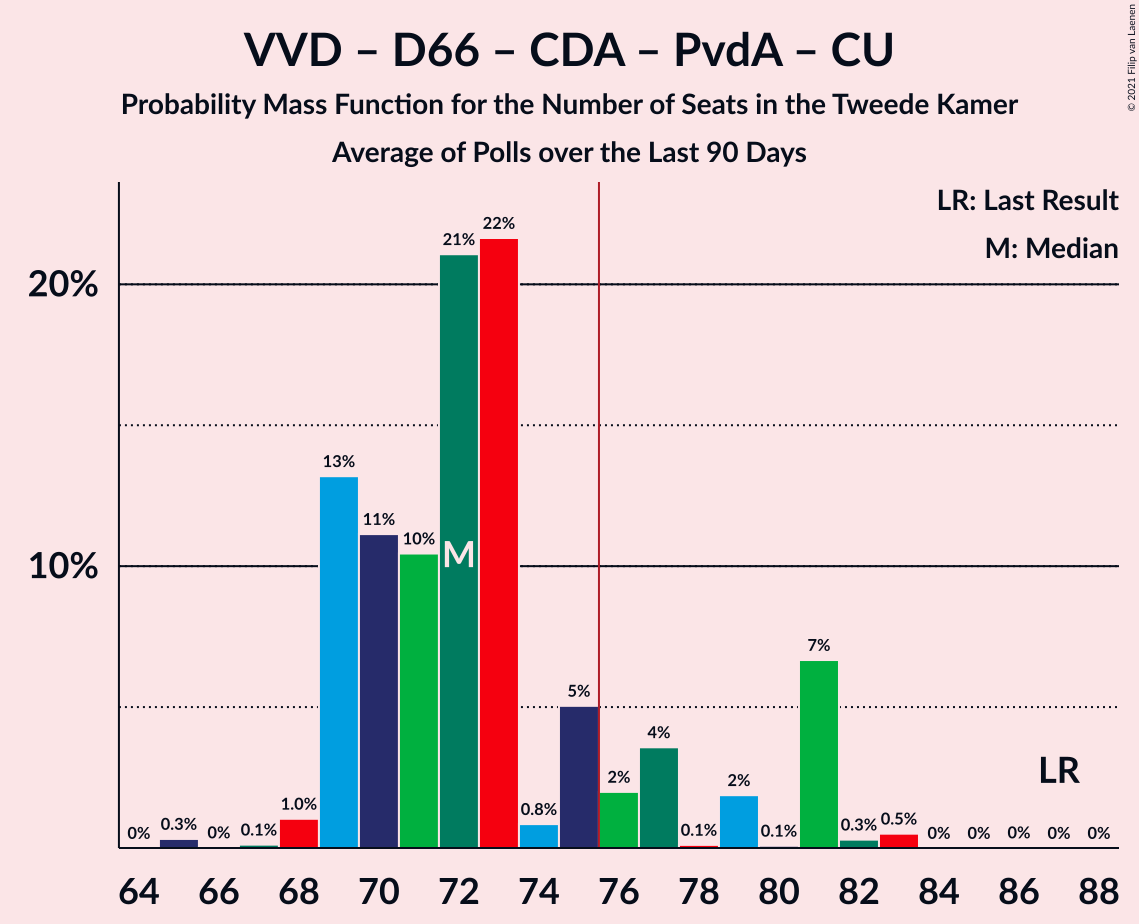 VVD – D66 – CDA – PvdA – CU
Probability Mass Function for the Number of Seats in the Tweede Kamer
Average of Polls over the Last 90 Days
© 2021 Filip van Laenen
LR: Last Result
M: Median
20%
10%
0% 0.3% 0% 0.1% 1.0% 13% 11% 10% 21% 22% 0.8% 5% 2% 4% 0.1% 2% 0.1% 7% 0.3% 0.5% 0% 0% 0% 0% 0%
M
LR
64 66 68 70 72 74 76 78 80 82 84 86 88